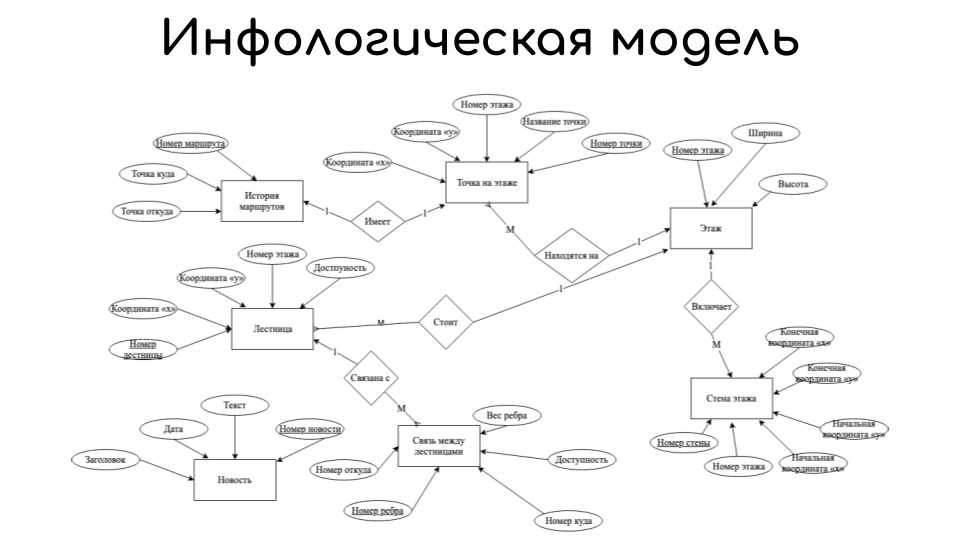 Инфологическая модель
Номер этажа
Название точки
Координата «у»
Номер точки
Координата «х»
Точка на этаже
Номер маршрута
Точка куда
Точка откуда
История
маршрутов
1
Имеет
1
Ширина
Номер этажа
Высота
Этаж
М
Находятся на
1
Номер этажа
Достпуность
Координата «у»
Координата «х»
Номер
лестницы
Лестница
М
Стоит
1
1
Включает
М
1
Связана с
М
Конечная
координата «х»
Конечная
координата «у»
Стена этажа
Начальная
координата «у»
Номер стены
Номер этажа
Начальная
координата «х»
Текст
Дата
Номер новости
Заголовок
Новость
Вес ребра
Связь между
лестницами
Номер откуда
Доступность
Номер ребра
Номер куда